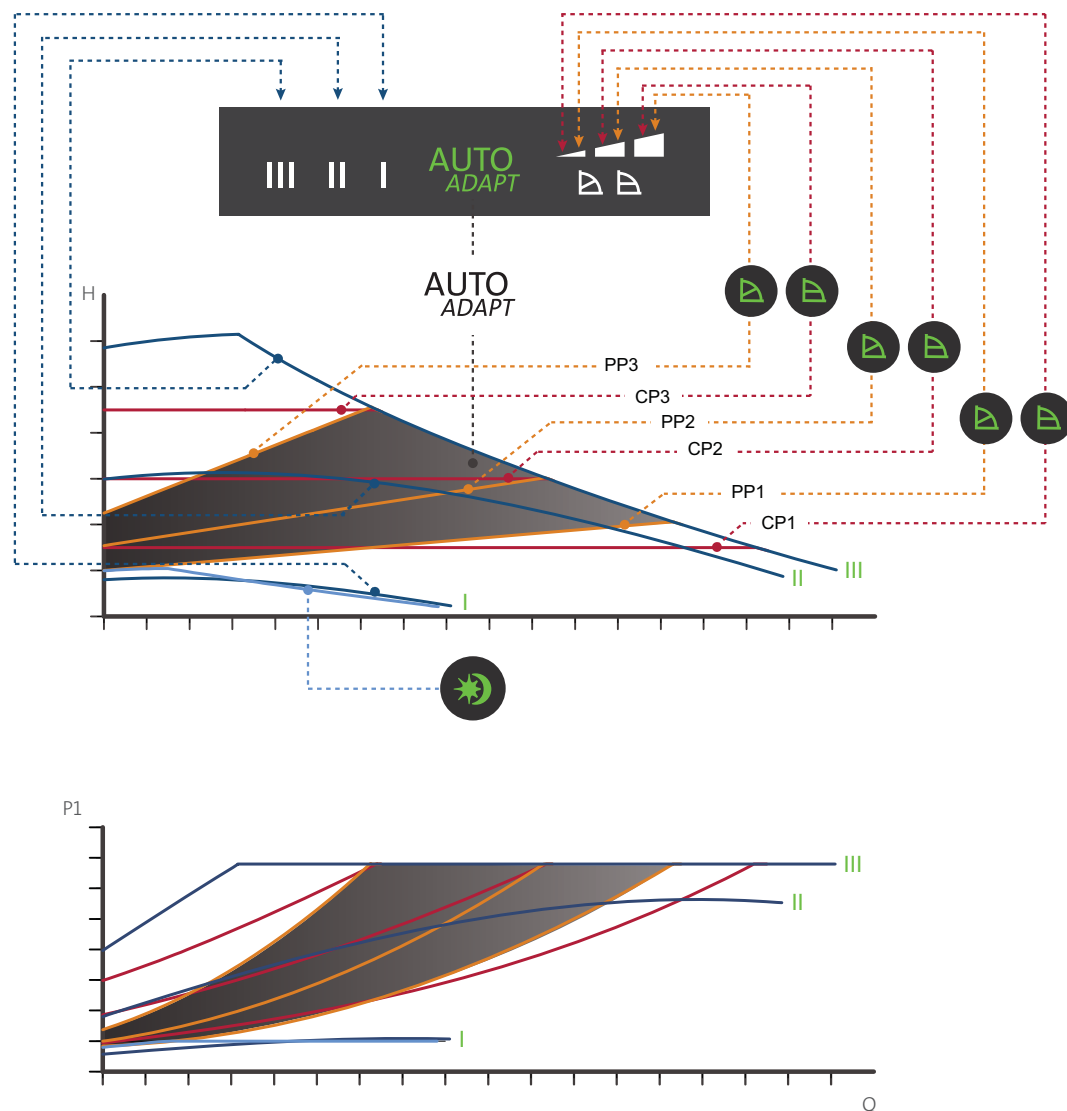 III II I
AUTO
ADAPT
AUTO
ADAPT
H
PP3
CP3
PP2
CP2
PP1
CP1
III
II
I
P1
III
II
I
O